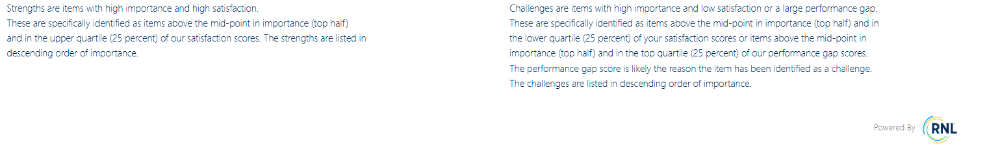 Strengths are items with high importance and high satisfaction.
These are specifically identified as items above the mid-point in importance (top half)
and in the upper quartile (25 percent) of our satisfaction scores. The strengths are listed in
descending order of importance.
Challenges are items with high importance and low satisfaction or a large performance gap.
These are specifically identified as items above the mid-point in importance (top half) and in
the lower quartile (25 percent) of your satisfaction scores or items above the mid-point in
importance (top half) and in the top quartile (25 percent) of our performance gap scores.
The performance gap score is likely the reason the item has been identified as a challenge.
The challenges are listed in descending order of importance.
Powered By RNL